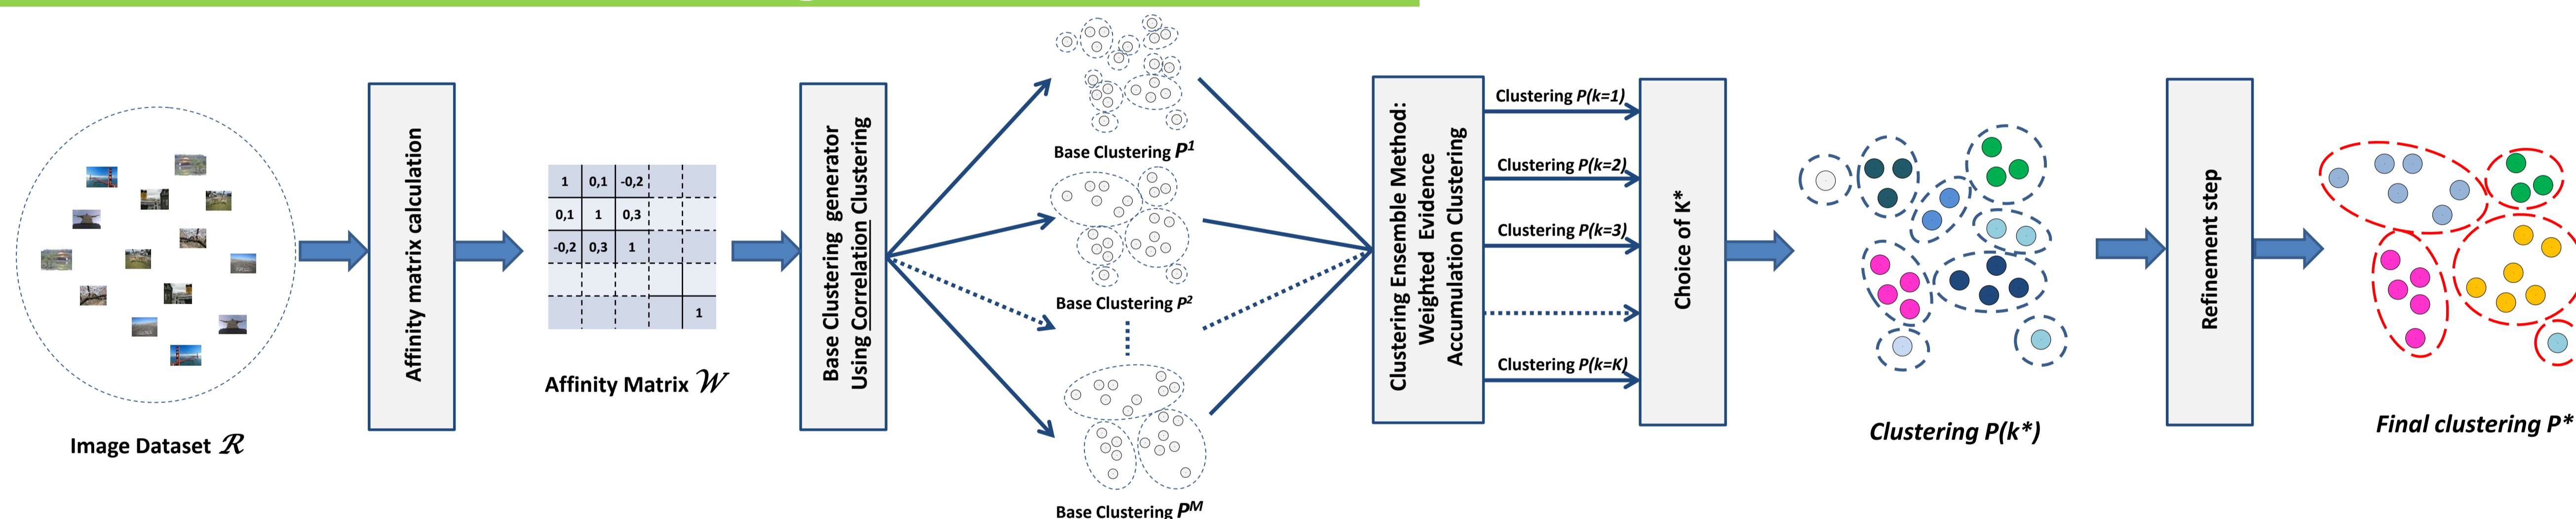 Image Dataset ℛ
Affinity matrix calculation
1 0,1 -0,2
0,1 1 0,3
-0,2 0,3 1
1
Affinity Matrix 𝒲
Base Clustering generator
Using Correlation Clustering
Base Clustering P¹
Base Clustering P²
Base Clustering Pᴹ
Clustering Ensemble Method:
Weighted Evidence
Accumulation Clustering
Clustering P(k=1)
Clustering P(k=2)
Clustering P(k=3)
Clustering P(k=K)
Choice of K*
Clustering P(k*)
Refinement step
Final clustering P*